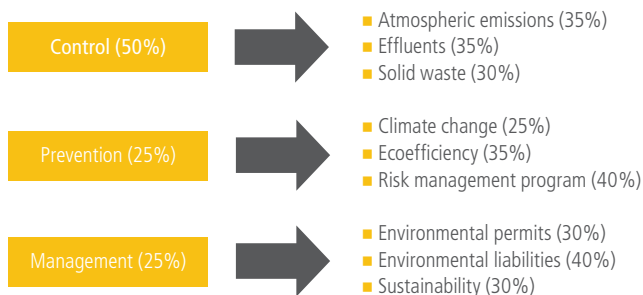 Control (50%)
Atmospheric emissions (35%)
Effluents (35%)
Solid waste (30%)
Prevention (25%)
Climate change (25%)
Ecoefficiency (35%)
Risk management program (40%)
Management (25%)
Environmental permits (30%)
Environmental liabilities (40%)
Sustainability (30%)